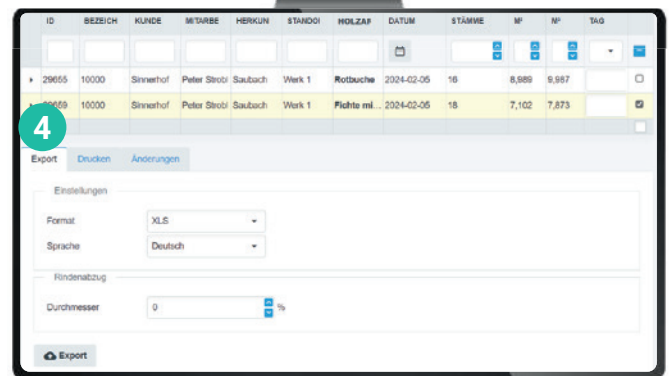 ID BEZEICH KUNDE MITARBE HERKUN STANDOI HOLZAF DATUM STÄMME M³ M³ TAG
29655 10000 Sinnerhof Peter Strobl Saubach Werk 1 Rotbuche 2024-02-05 16 8,989 9,987
29659 10000 Sinnerhof Peter Strobl Saubach Werk 1 Fichte mi... 2024-02-05 18 7,102 7,873
4
Export Drucken Änderungen
Einstellungen
Format XLS
Sprache Deutsch
Rindenabzug
Durchmesser 0 %
Export